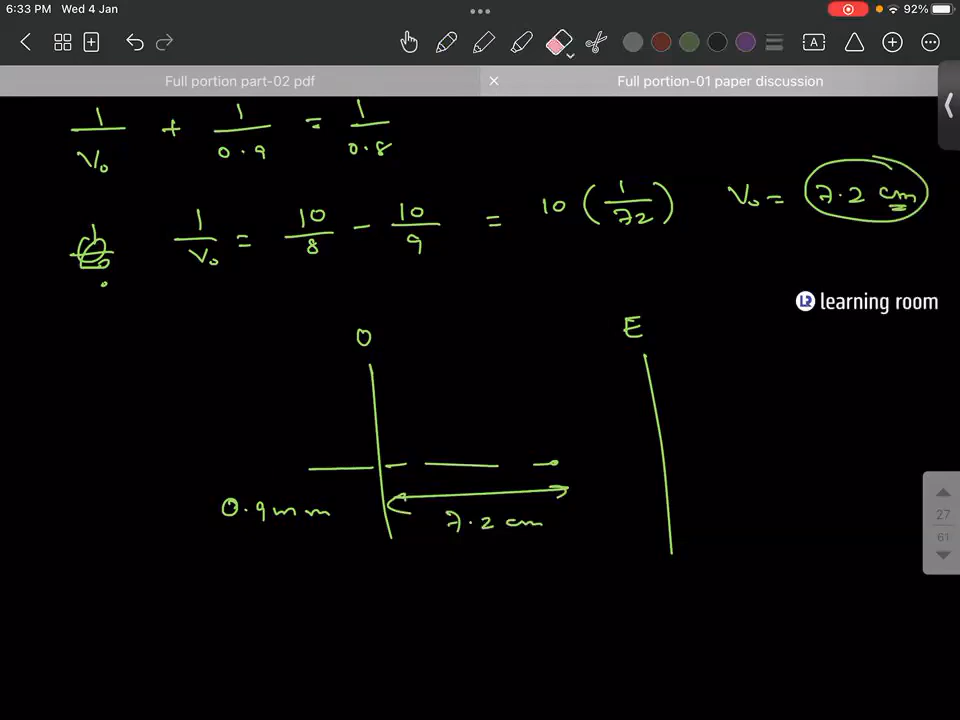 6:33 PM Wed 4 Jan
92%
A
Full portion part-02 pdf
Full portion-01 paper discussion
1/V₀ + 1/0.9 = 1/0.8
1/V₀ = 10/8 - 10/9 = 10 (1/72) V₀ = 7.2 cm
LR learning room
O E
0.9mm 7.2 cm
27
61